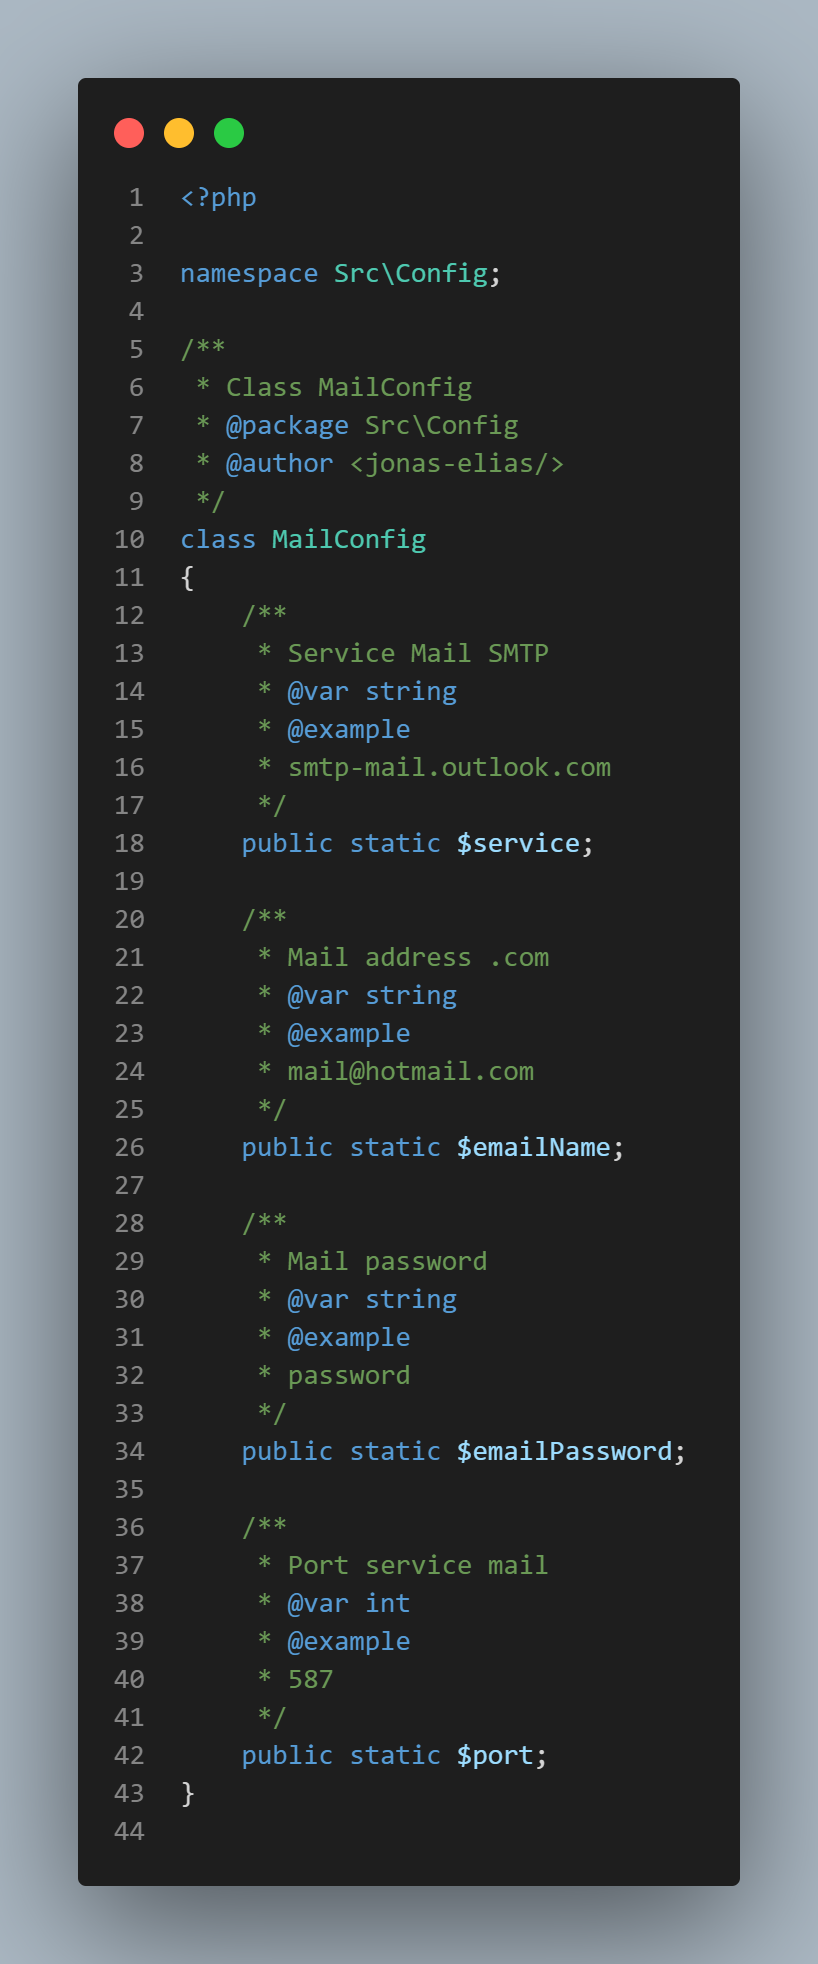 1 <?php
2
3 namespace Src\Config;
4
5 /**
6  * Class MailConfig
7  * @package Src\Config
8  * @author <jonas-elias/>
9  */
10 class MailConfig
11 {
12     /**
13      * Service Mail SMTP
14      * @var string
15      * @example
16      * smtp-mail.outlook.com
17      */
18     public static $service;
19
20     /**
21      * Mail address .com
22      * @var string
23      * @example
24      * mail@hotmail.com
25      */
26     public static $emailName;
27
28     /**
29      * Mail password
30      * @var string
31      * @example
32      * password
33      */
34     public static $emailPassword;
35
36     /**
37      * Port service mail
38      * @var int
39      * @example
40      * 587
41      */
42     public static $port;
43 }
44